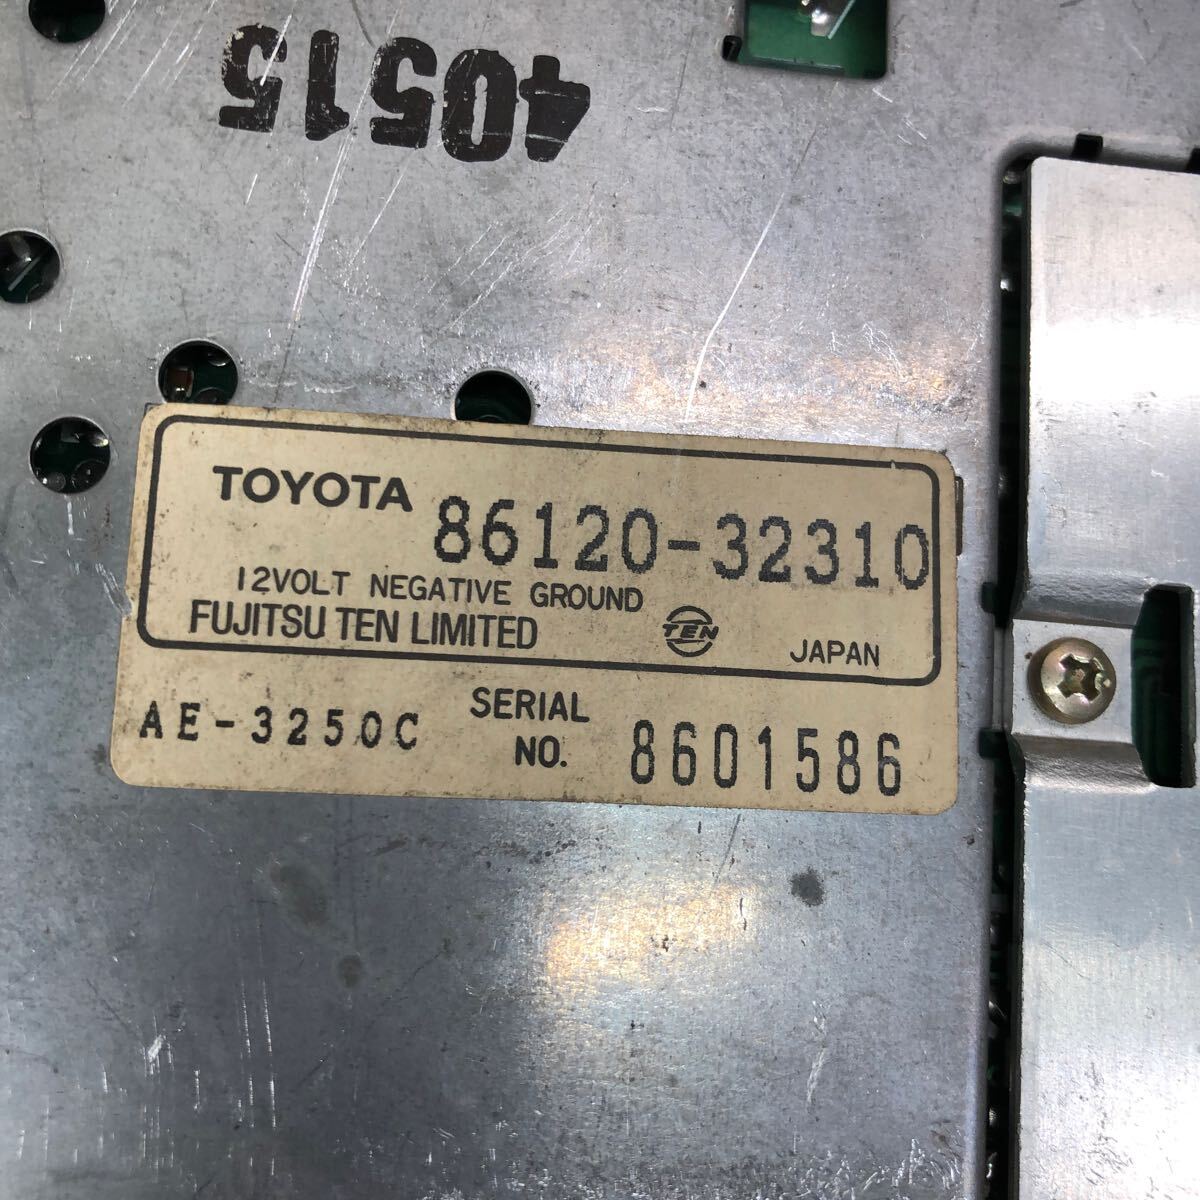 40515
TOYOTA 86120-32310
12VOLT NEGATIVE GROUND
FUJITSU TEN LIMITED TEN JAPAN
AE-3250C SERIAL NO. 8601586